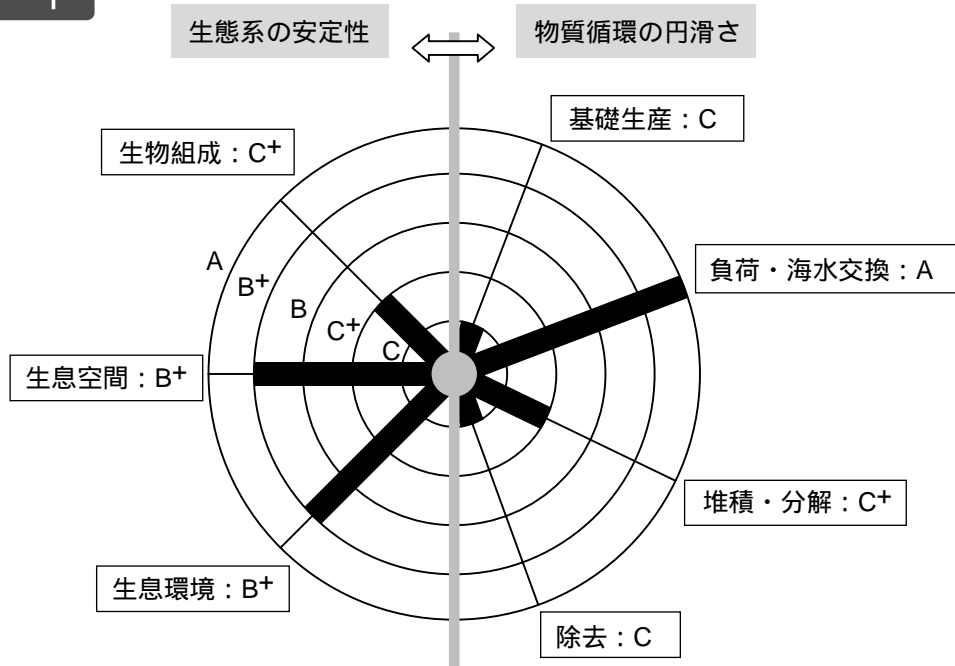 生態系の安定性
物質循環の円滑さ
基礎生産：C
生物組成：C+
負荷・海水交換：A
A
B+
B
C+
C
生息空間：B+
堆積・分解：C+
生息環境：B+
除去：C